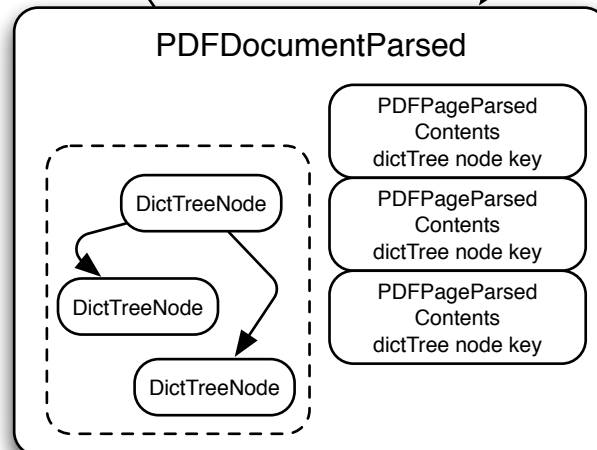 PDFDocumentParsed
PDFPageParsed
Contents
dictTree node key
PDFPageParsed
Contents
dictTree node key
PDFPageParsed
Contents
dictTree node key
DictTreeNode
DictTreeNode
DictTreeNode